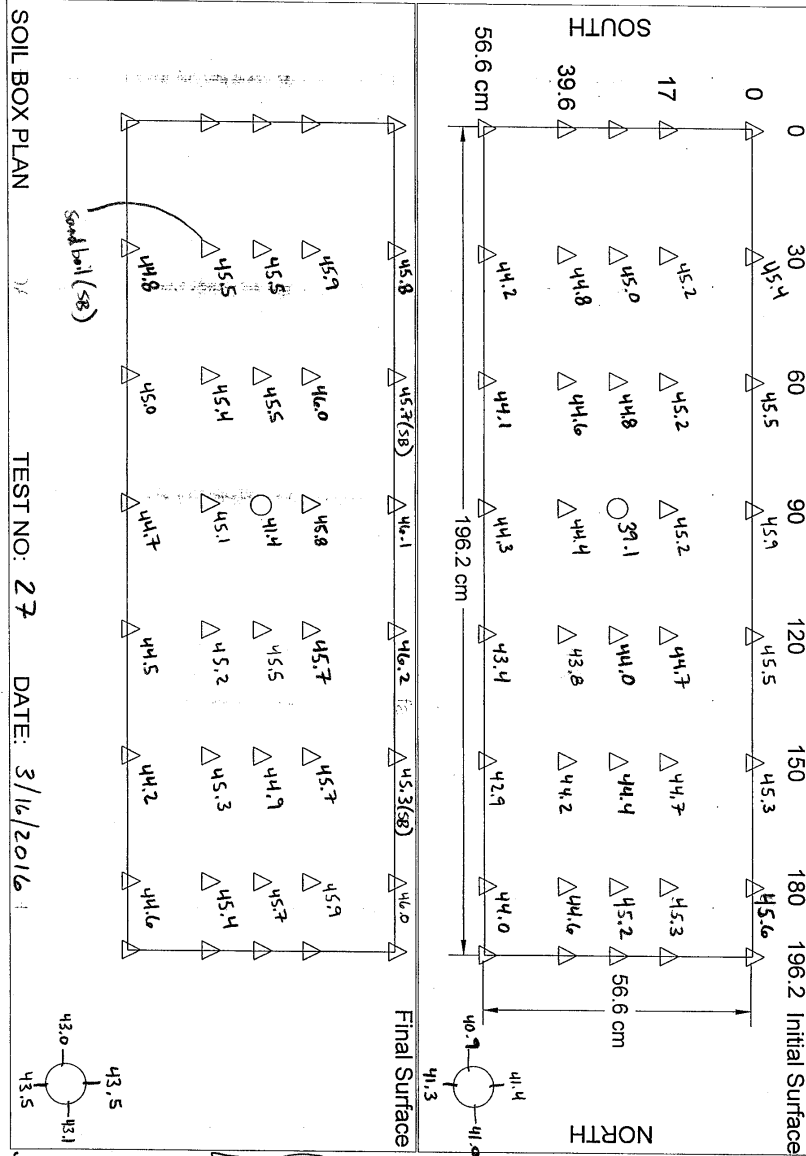 0 30 60 90 120 150 180 196.2 Initial Surface
0 45.4 45.5 45.9 45.5 45.3 45.6
17 45.2 45.2 45.2 44.7 44.7 45.3
45.0 44.8 39.1 44.0 44.4 45.2
39.6 44.8 44.6 44.4 43.8 44.2 44.6
56.6 cm 44.2 44.1 44.3 43.4 42.9 44.0
SOUTH
NORTH
196.2 cm
56.6 cm
41.4
40.9
41.0
41.3
Final Surface
45.8 45.7(SB) 46.1 46.2 45.3(SB) 46.0
45.9 46.0 45.8 45.7 45.7 45.9
45.5 45.5 41.4 45.5 44.9 45.7
45.5 45.4 45.1 45.2 45.3 45.4
44.8 45.0 44.7 44.5 44.2 44.6
Sand boil (SB)
43.5
43.0
43.1
43.5
SOIL BOX PLAN TEST NO: 27 DATE: 3/16/2016